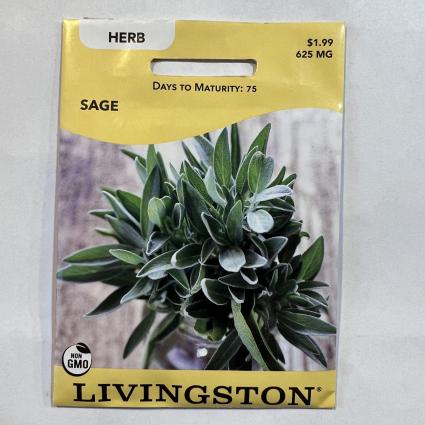 HERB
$1.99
625 MG
DAYS TO MATURITY: 75
SAGE
NON
GMO
LIVINGSTON®